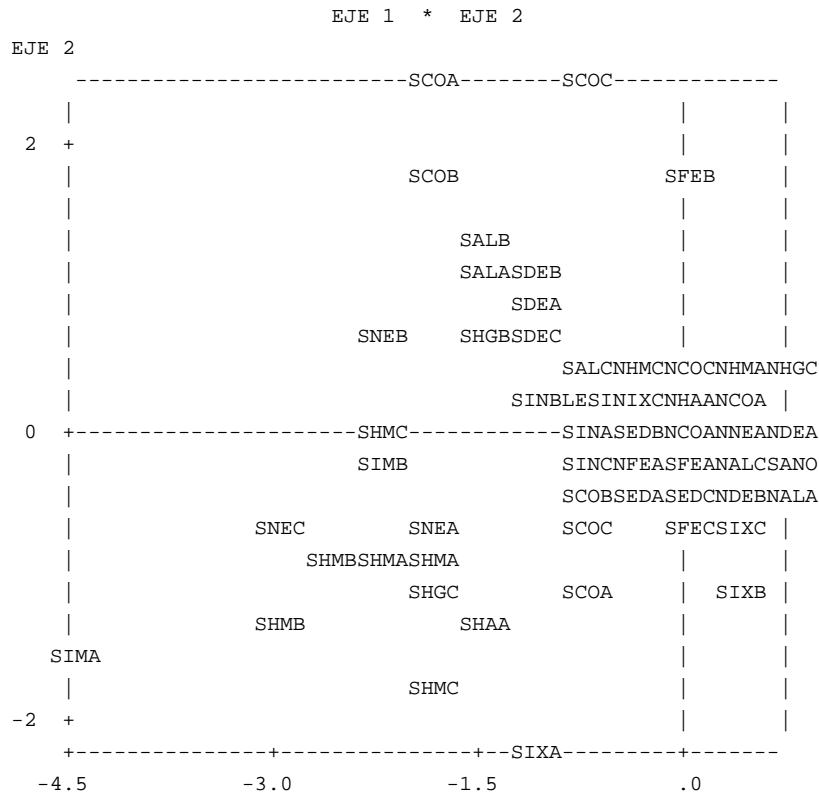 EJE 1 * EJE 2
EJE 2
---------------------------------SCOA--------SCOC-------------
| | |
2 + | |
| SCOB SFEB |
| | |
| SALB | |
| SALASDEB | |
| SDEA | |
| SNEB SHGBSDEC | |
| SALCNHMCNCOCNHMANHGC
| SINBLESINIXCNHAANCOA |
0 +----------------------------SHMC---------------SINASEDBNCOANNEANDEA
| SIMB SINCNFEASFEANALCSANO
| SCOBSEDASEDCNDEBNALA
| SNEC SNEA SCOC SFECSIXC |
| SHMBSHMASHMA | |
| SHGC SCOA | SIXB |
| SHMB SHAA | |
SIMA | |
| SHMC | |
-2 + | |
+-------------------+-------------------+--SIXA-----------+---------
-4.5 -3.0 -1.5 .0